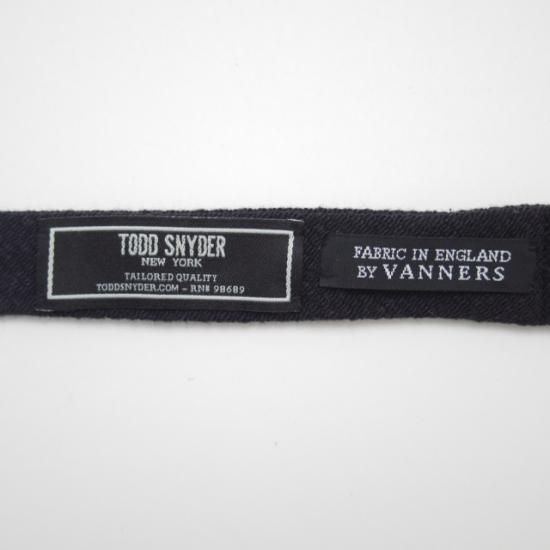 TODD SNYDER
NEW YORK
TAILORED QUALITY
TODDSNYDER.COM – RN# 98689
FABRIC IN ENGLAND
BY VANNERS